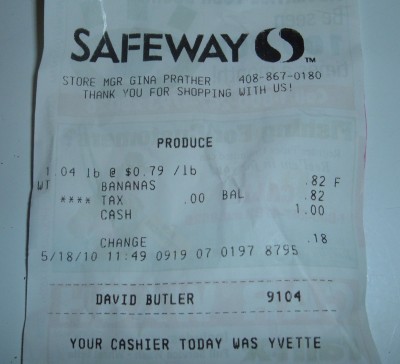 SAFEWAY S TM
STORE MGR GINA PRATHER 408-867-0180
THANK YOU FOR SHOPPING WITH US!
PRODUCE
1.04 lb @ $0.79 /lb
WT BANANAS .82 F
**** TAX .00 BAL .82
CASH 1.00
CHANGE .18
5/18/10 11:49 0919 07 0197 8795
DAVID BUTLER 9104
YOUR CASHIER TODAY WAS YVETTE